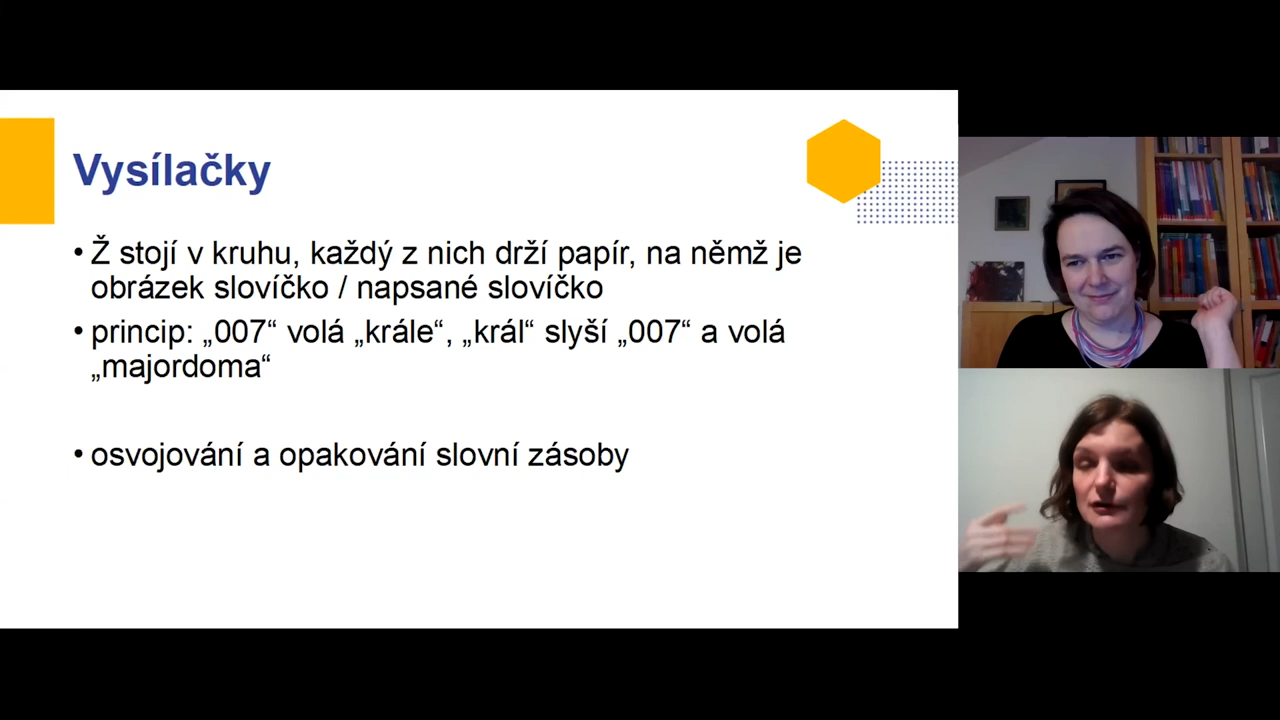 Vysílačky
• Ž stojí v kruhu, každý z nich drží papír, na němž je
obrázek slovíčko / napsané slovíčko
• princip: „007“ volá „krále“, „král“ slyší „007“ a volá
„majordoma“
• osvojování a opakování slovní zásoby